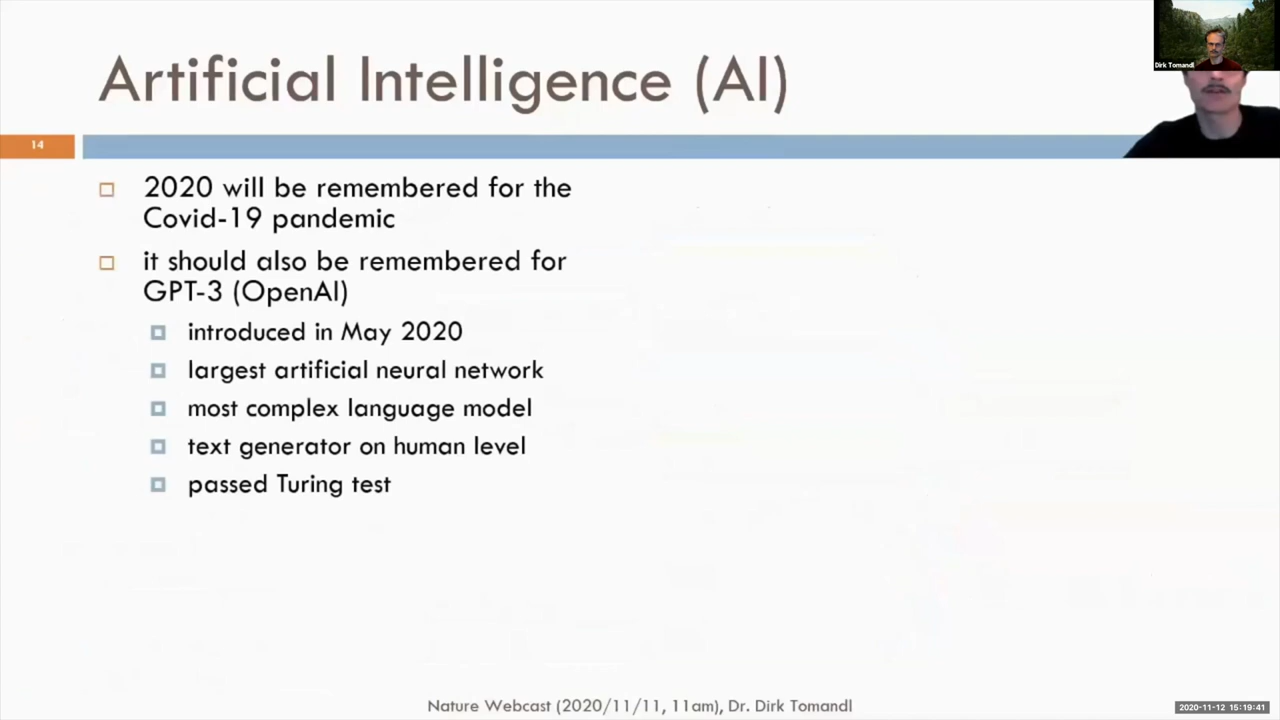 Artificial Intelligence (AI)
Dirk Tomandl
14
2020 will be remembered for the
Covid-19 pandemic
it should also be remembered for
GPT-3 (OpenAI)
introduced in May 2020
largest artificial neural network
most complex language model
text generator on human level
passed Turing test
Nature Webcast (2020/11/11, 11am), Dr. Dirk Tomandl
2020-11-12 15:19:41